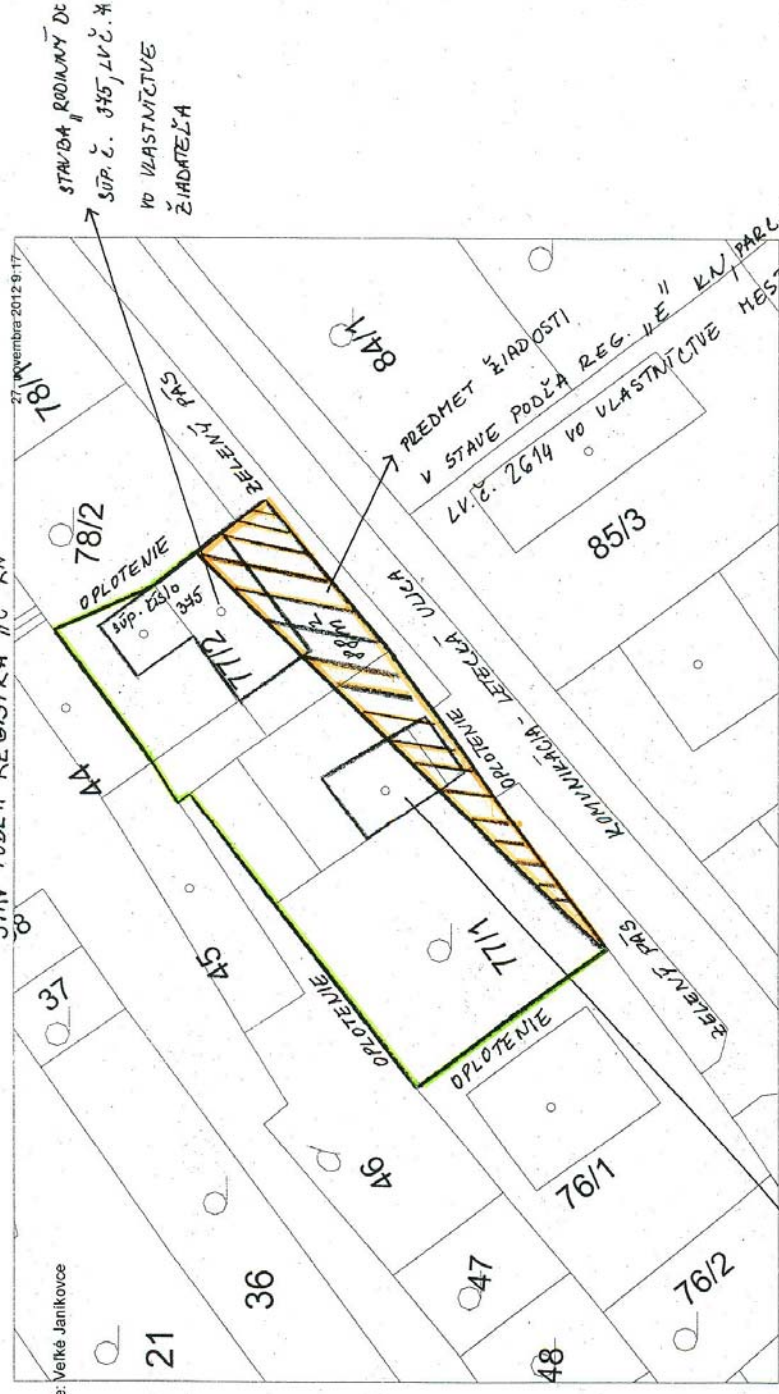 STAVBA „RODINNÝ DO
SÚP. Č. 375, LV Č. 4
VO VLASTNÍCTVE
ŽIADATEĽA
27. novembra 2012 9:17
STAV PODĽA REGISTRA „C" KN
e: Veľké Janíkovce
78/1
78/2
84/1
ZELENÝ PÁS
OPLOTENIE
SÚP. ČÍSLO
375
77/2
88m2
PREDMET ŽIADOSTI
V STAVE PODĽA REG. „E" KN, PARC
LV. Č. 2614 VO VLASTNÍCTVE MEST
85/3
KOMUNIKÁCIA - LETECKÁ ULICA
OPLOTENIE
ZELENÝ PÁS
44
45
37
OPLOTENIE
77/1
OPLOTENIE
46
36
21
47
48
76/1
76/2